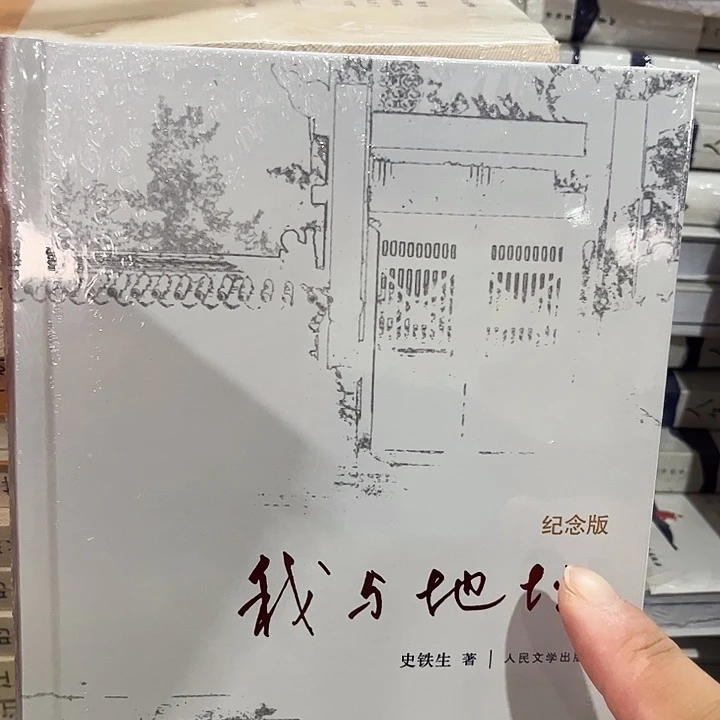 纪念版
我与地
史铁生 著 | 人民文学出版